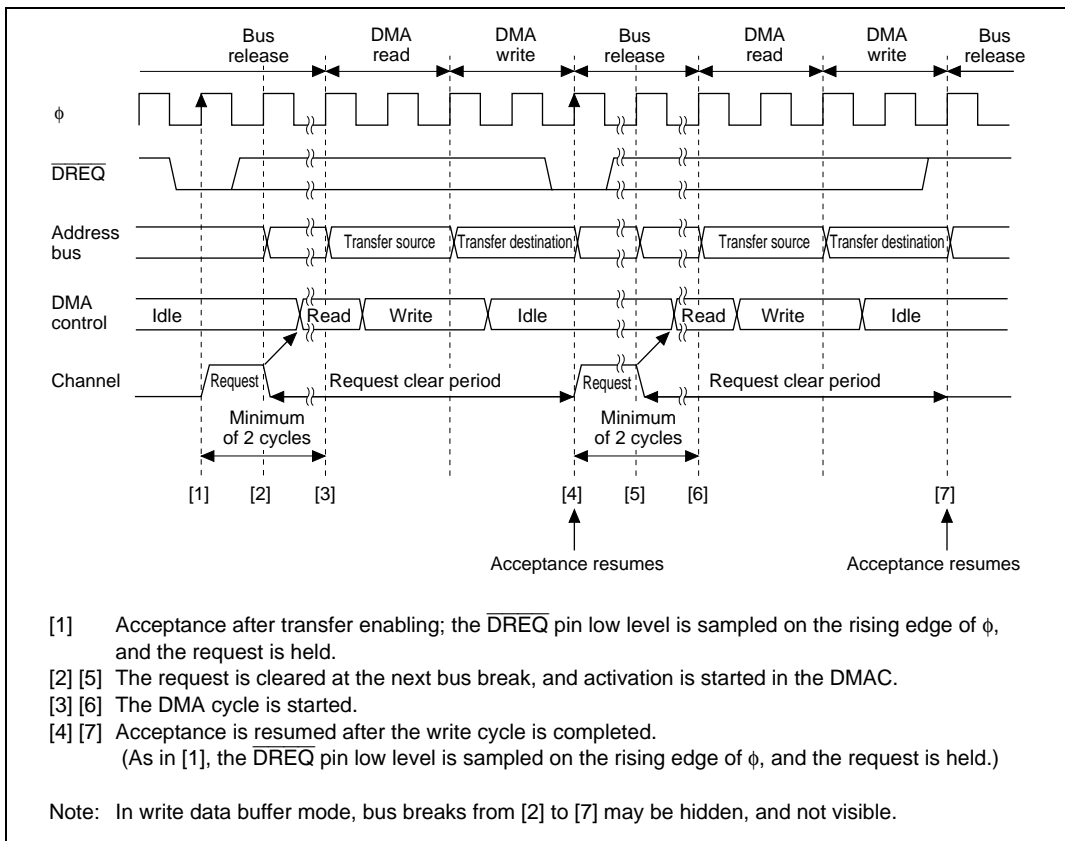 Bus release
DMA read
DMA write
Bus release
DMA read
DMA write
Bus release
φ
DREQ
Address bus
Transfer source
Transfer destination
Transfer source
Transfer destination
DMA control
Idle
Read
Write
Idle
Read
Write
Idle
Channel
Request
Request clear period
Request
Request clear period
Minimum of 2 cycles
Minimum of 2 cycles
[1] [2] [3] [4] [5] [6] [7]
Acceptance resumes
Acceptance resumes
[1] Acceptance after transfer enabling; the DREQ pin low level is sampled on the rising edge of φ,
and the request is held.
[2] [5] The request is cleared at the next bus break, and activation is started in the DMAC.
[3] [6] The DMA cycle is started.
[4] [7] Acceptance is resumed after the write cycle is completed.
(As in [1], the DREQ pin low level is sampled on the rising edge of φ, and the request is held.)
Note: In write data buffer mode, bus breaks from [2] to [7] may be hidden, and not visible.